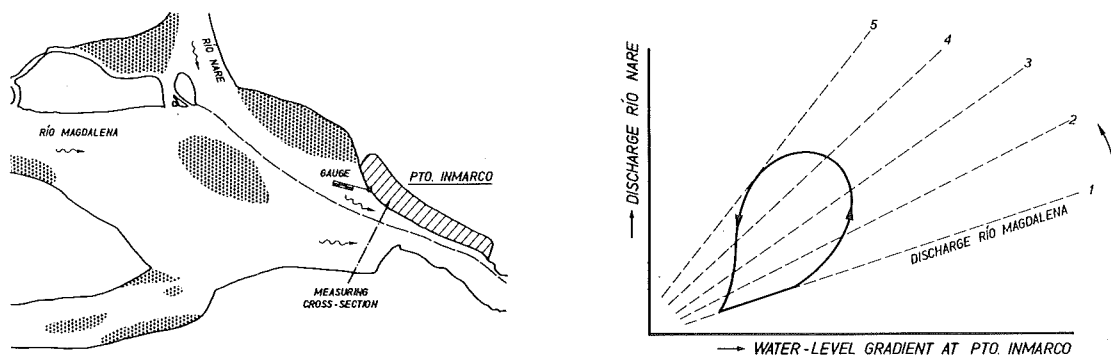 RÍO NARE
RÍO MAGDALENA
GAUGE
PTO. INMARCO
MEASURING
CROSS-SECTION
DISCHARGE RÍO NARE
5
4
3
2
1
DISCHARGE RÍO MAGDALENA
WATER-LEVEL GRADIENT AT PTO. INMARCO